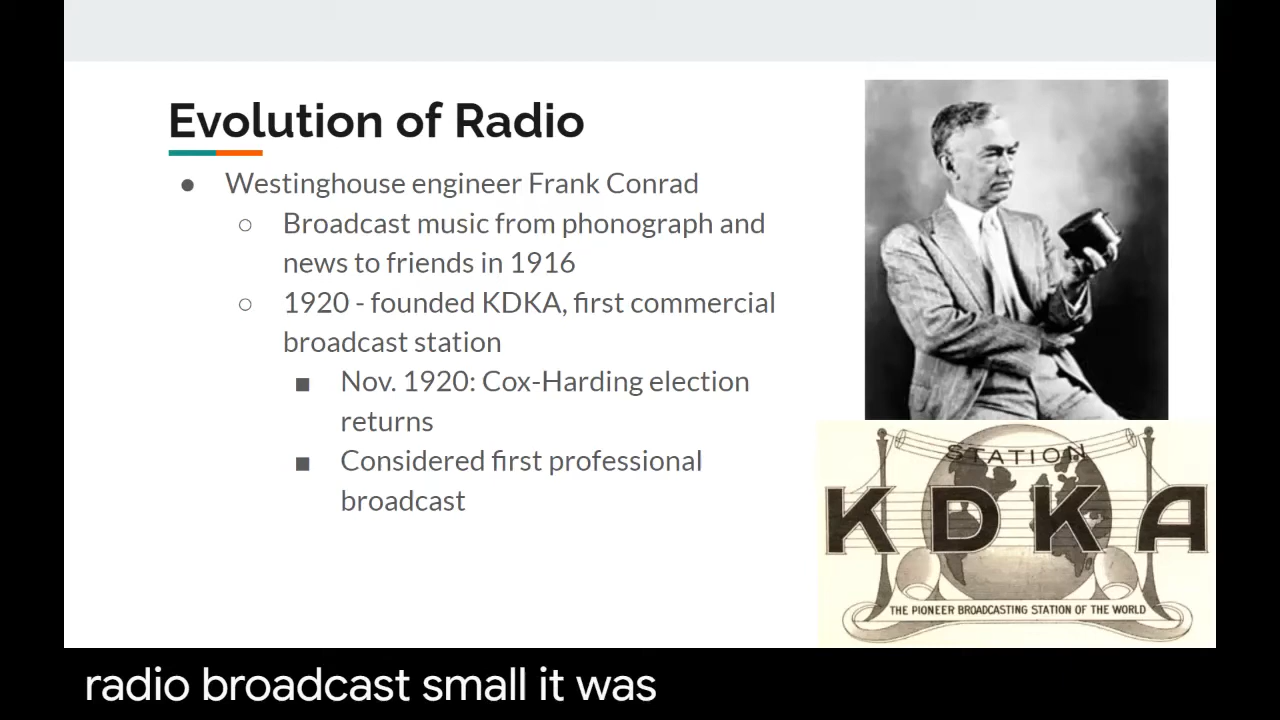 Evolution of Radio
● Westinghouse engineer Frank Conrad
○ Broadcast music from phonograph and
news to friends in 1916
○ 1920 - founded KDKA, first commercial
broadcast station
■ Nov. 1920: Cox-Harding election
returns
■ Considered first professional
broadcast
STATION
KDKA
THE PIONEER BROADCASTING STATION OF THE WORLD
radio broadcast small it was